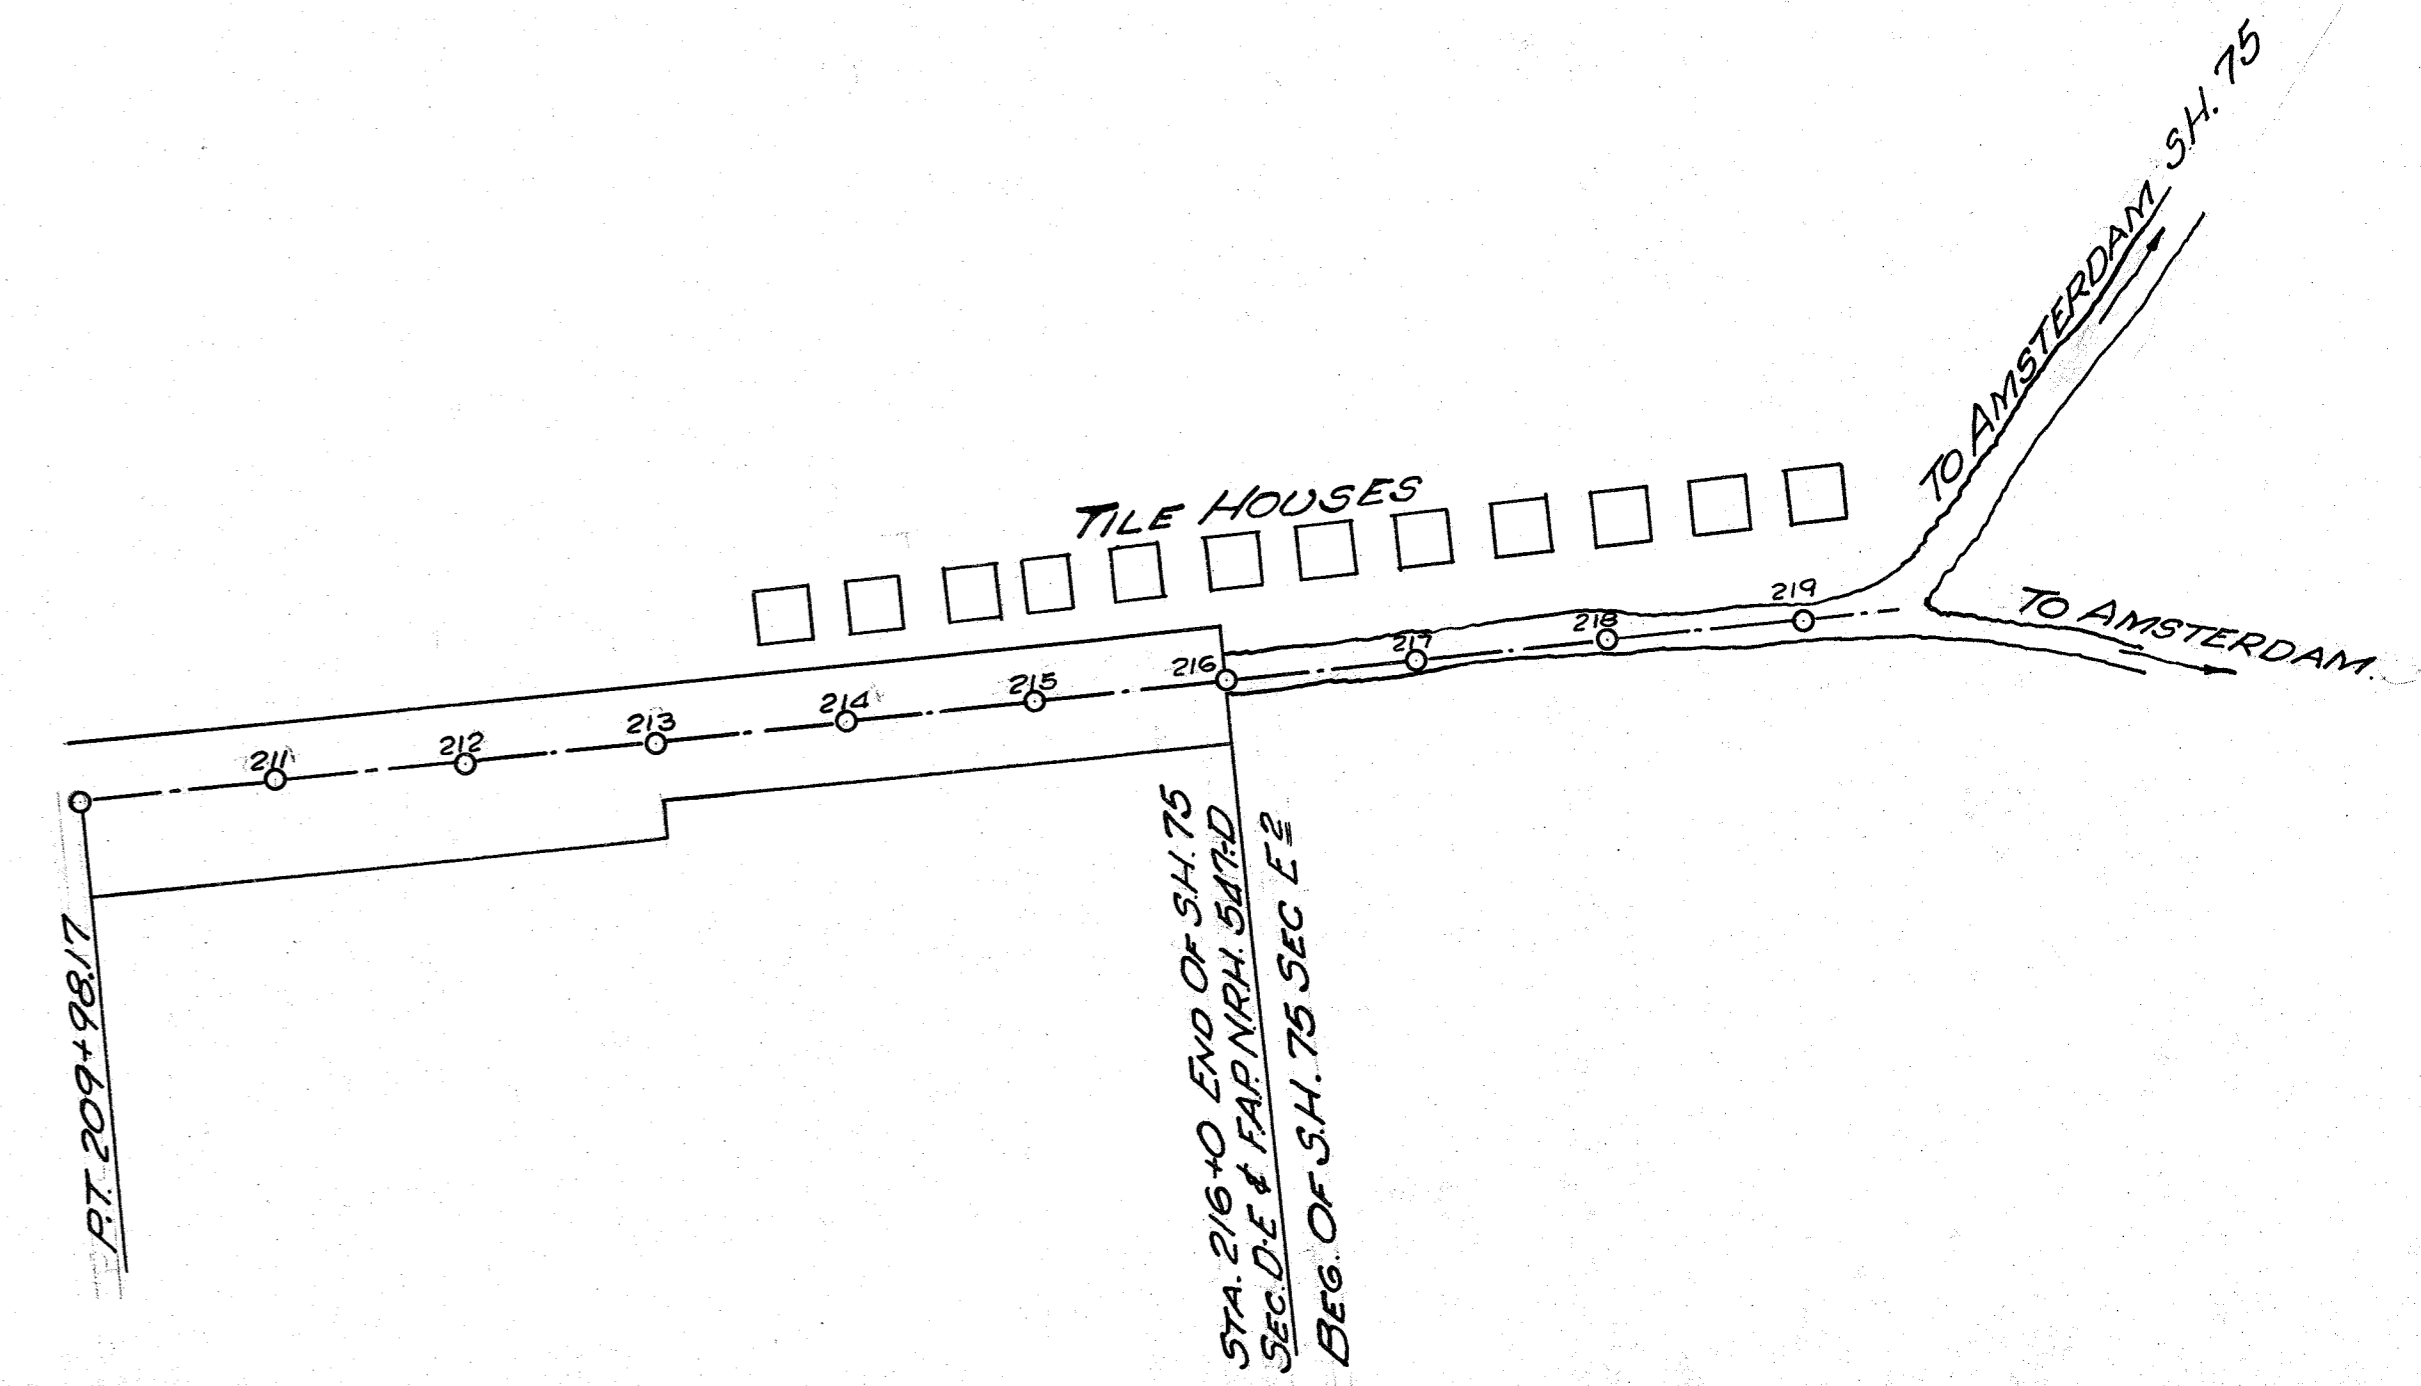 TO AMSTERDAM S.H. 75
TILE HOUSES
TO AMSTERDAM.
211
212
213
214
215
216
217
218
219
P.T. 209+98.17
STA. 216+0 END OF S.H. 75
SEC. D-E & F.A.P. N.R.H. 547-D
BEG. OF S.H. 75 SEC E 2